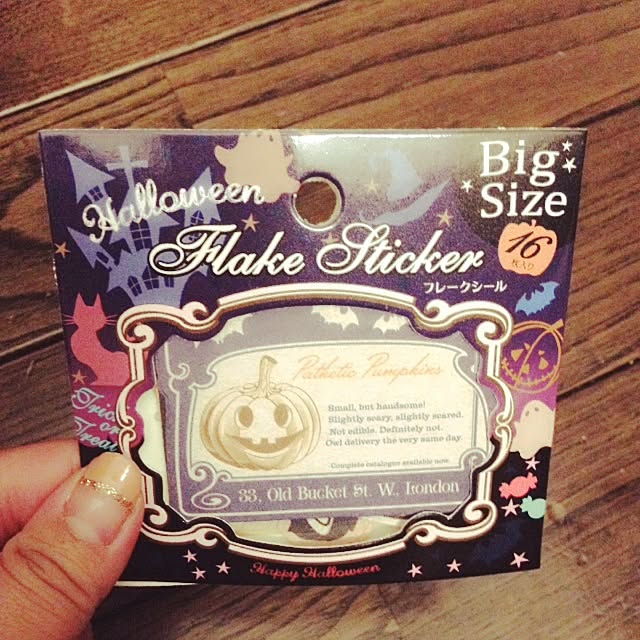 Halloween
Big
Size
Flake Sticker
16
フレークシール
Trick
or
Treat
Pathetic Pumpkins
Small, but handsome!
Slightly scary, slightly scared.
Not edible. Definitely not.
Owl delivery the very same day.
Complete catalogue available now.
33, Old Bucket St. W. London
Happy Halloween